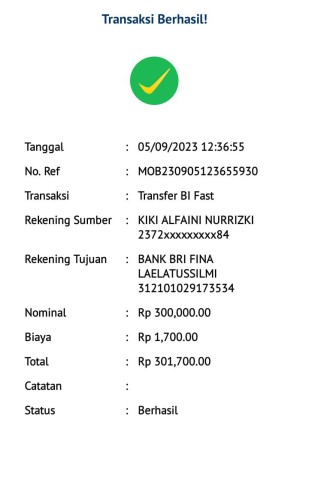 Transaksi Berhasil!
Tanggal : 05/09/2023 12:36:55
No. Ref : MOB230905123655930
Transaksi : Transfer BI Fast
Rekening Sumber : KIKI ALFAINI NURRIZKI
2372xxxxxxxxx84
Rekening Tujuan : BANK BRI FINA
LAELATUSSILMI
312101029173534
Nominal : Rp 300,000.00
Biaya : Rp 1,700.00
Total : Rp 301,700.00
Catatan :
Status : Berhasil